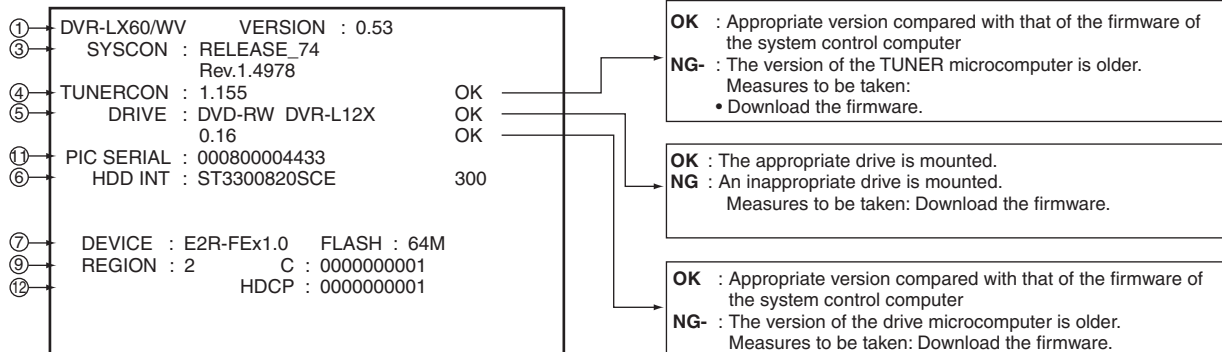 ① DVR-LX60/WV VERSION : 0.53
③ SYSCON : RELEASE_74
Rev.1.4978
④ TUNERCON : 1.155 OK
⑤ DRIVE : DVD-RW DVR-L12X OK
0.16 OK
⑪ PIC SERIAL : 000800004433
⑥ HDD INT : ST3300820SCE 300
⑦ DEVICE : E2R-FEx1.0 FLASH : 64M
⑨ REGION : 2 C : 0000000001
⑫ HDCP : 0000000001
OK : Appropriate version compared with that of the firmware of
the system control computer
NG- : The version of the TUNER microcomputer is older.
Measures to be taken:
• Download the firmware.
OK : The appropriate drive is mounted.
NG : An inappropriate drive is mounted.
Measures to be taken: Download the firmware.
OK : Appropriate version compared with that of the firmware of
the system control computer
NG- : The version of the drive microcomputer is older.
Measures to be taken: Download the firmware.